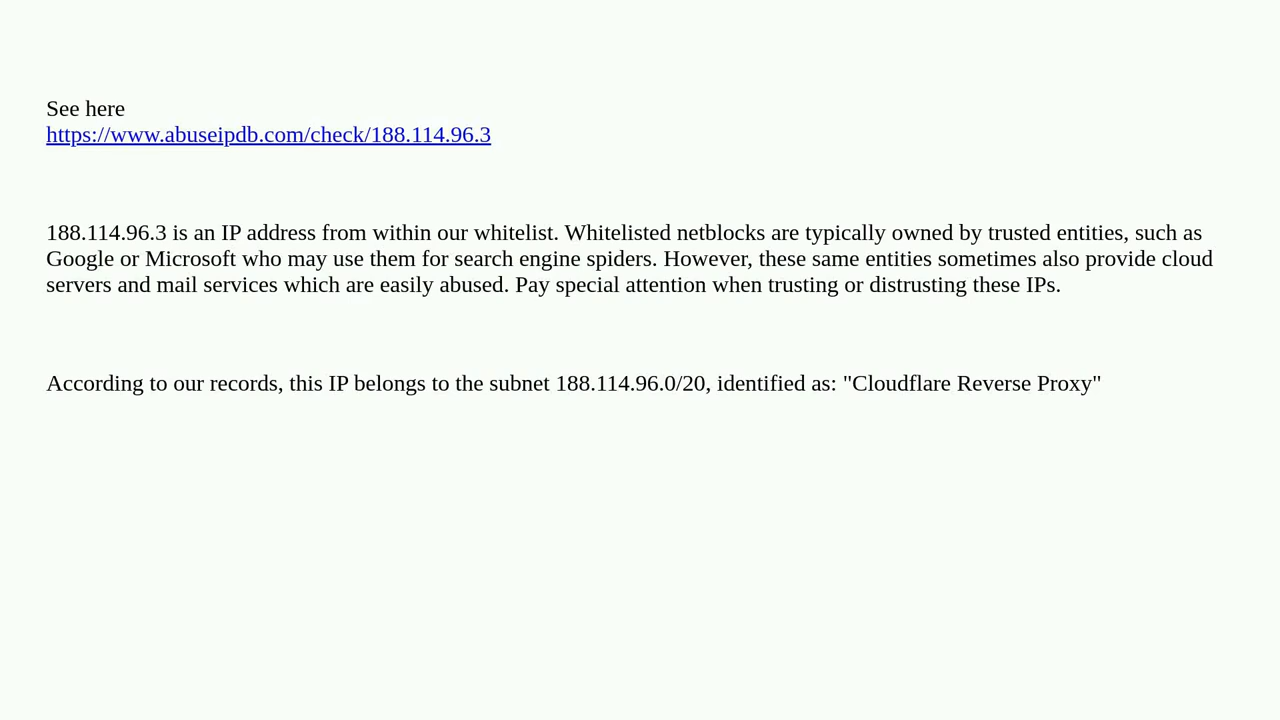 See here
https://www.abuseipdb.com/check/188.114.96.3
188.114.96.3 is an IP address from within our whitelist. Whitelisted netblocks are typically owned by trusted entities, such as
Google or Microsoft who may use them for search engine spiders. However, these same entities sometimes also provide cloud
servers and mail services which are easily abused. Pay special attention when trusting or distrusting these IPs.
According to our records, this IP belongs to the subnet 188.114.96.0/20, identified as: "Cloudflare Reverse Proxy"